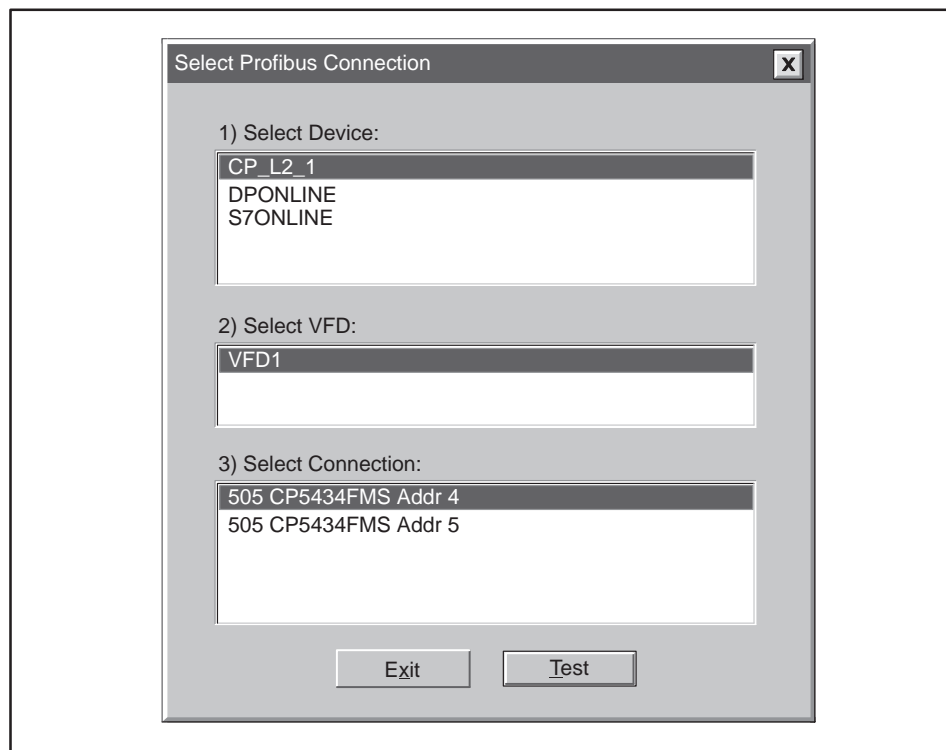 Select Profibus Connection
X
1) Select Device:
CP_L2_1
DPONLINE
S7ONLINE
2) Select VFD:
VFD1
3) Select Connection:
505 CP5434FMS Addr 4
505 CP5434FMS Addr 5
Exit Test